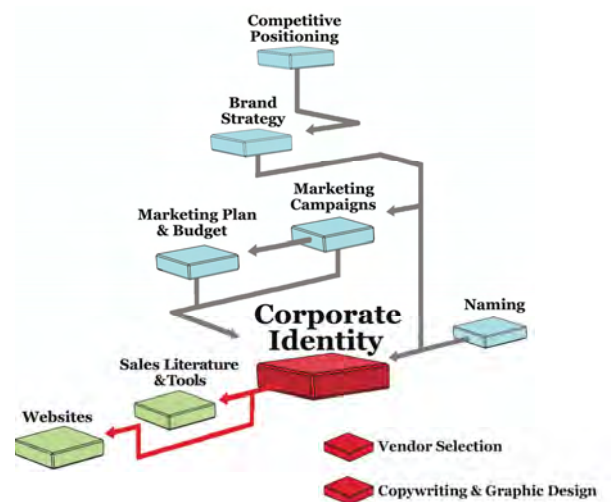 Competitive
Positioning
Brand
Strategy
Marketing
Campaigns
Marketing Plan
& Budget
Naming
Corporate
Identity
Sales Literature
&Tools
Websites
Vendor Selection
Copywriting & Graphic Design